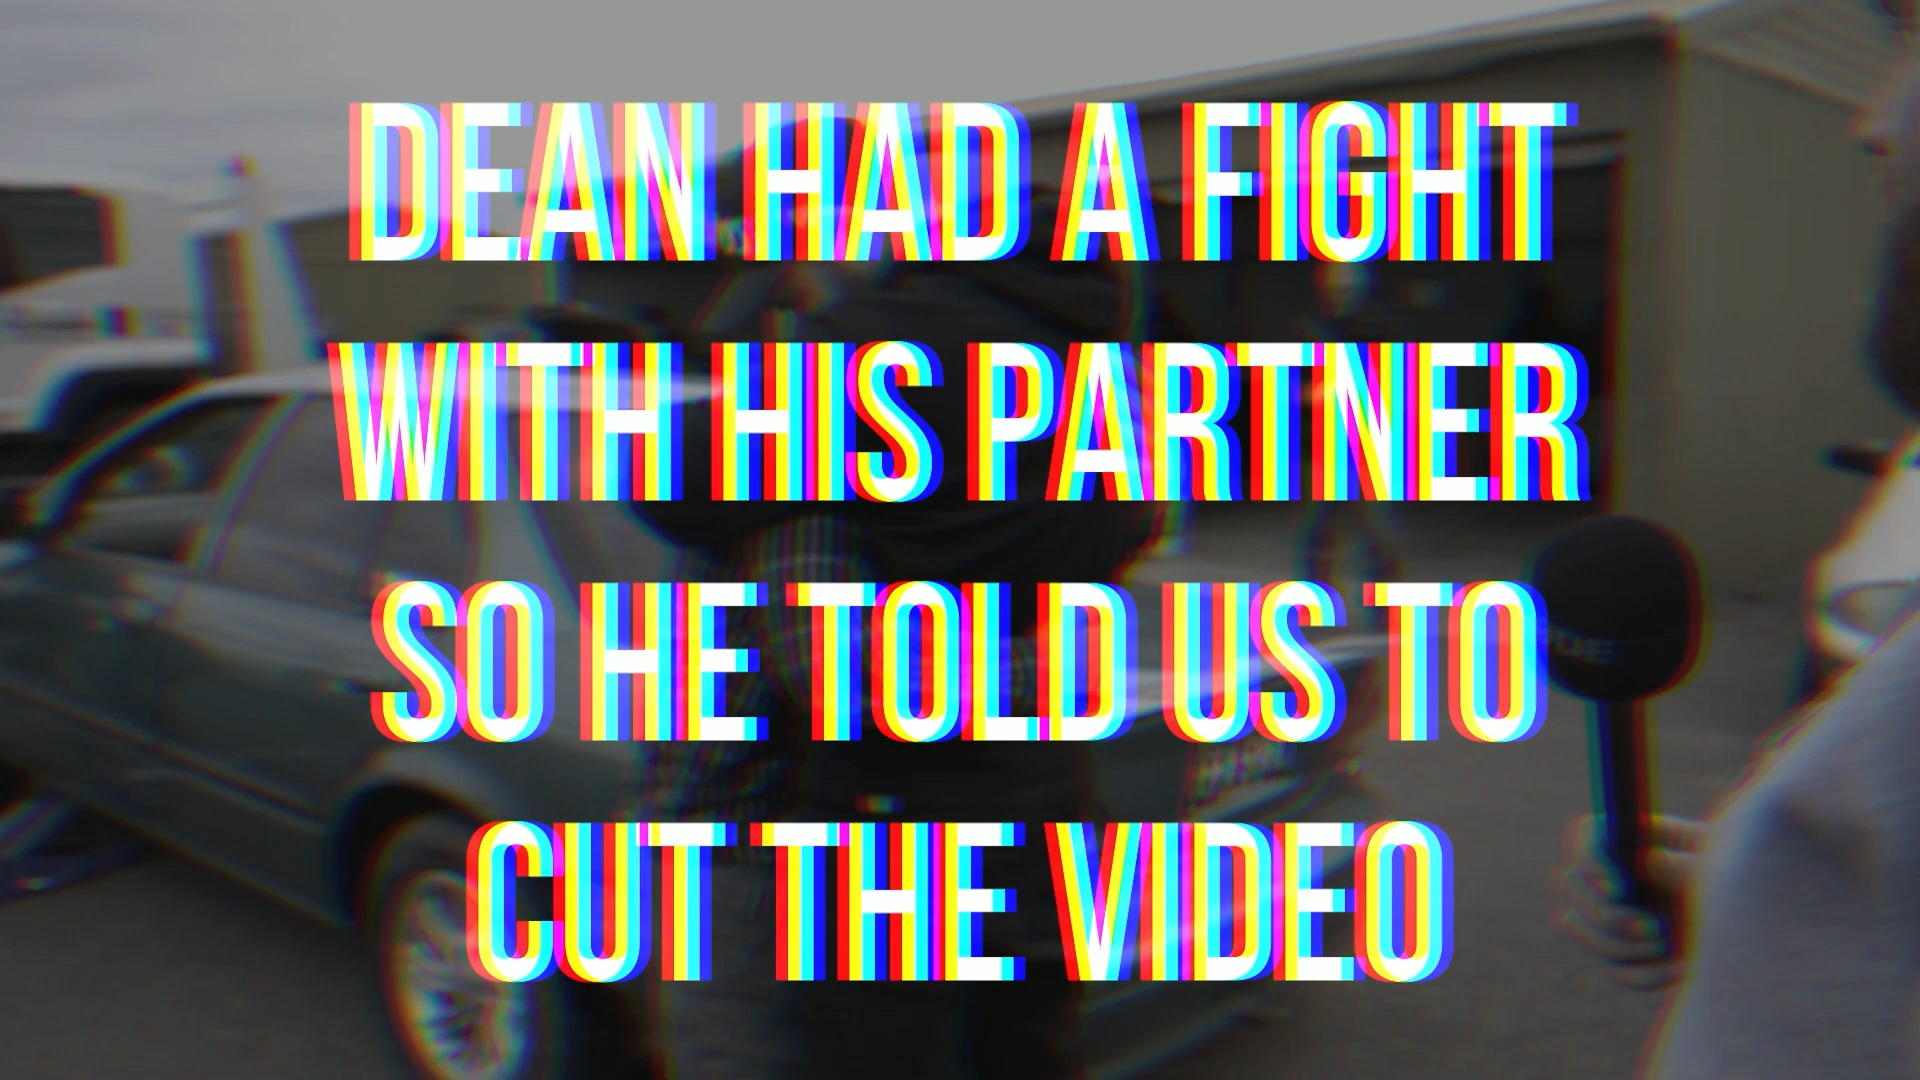 DEAN HAD A FIGHT
WITH HIS PARTNER
SO HE TOLD US TO
CUT THE VIDEO